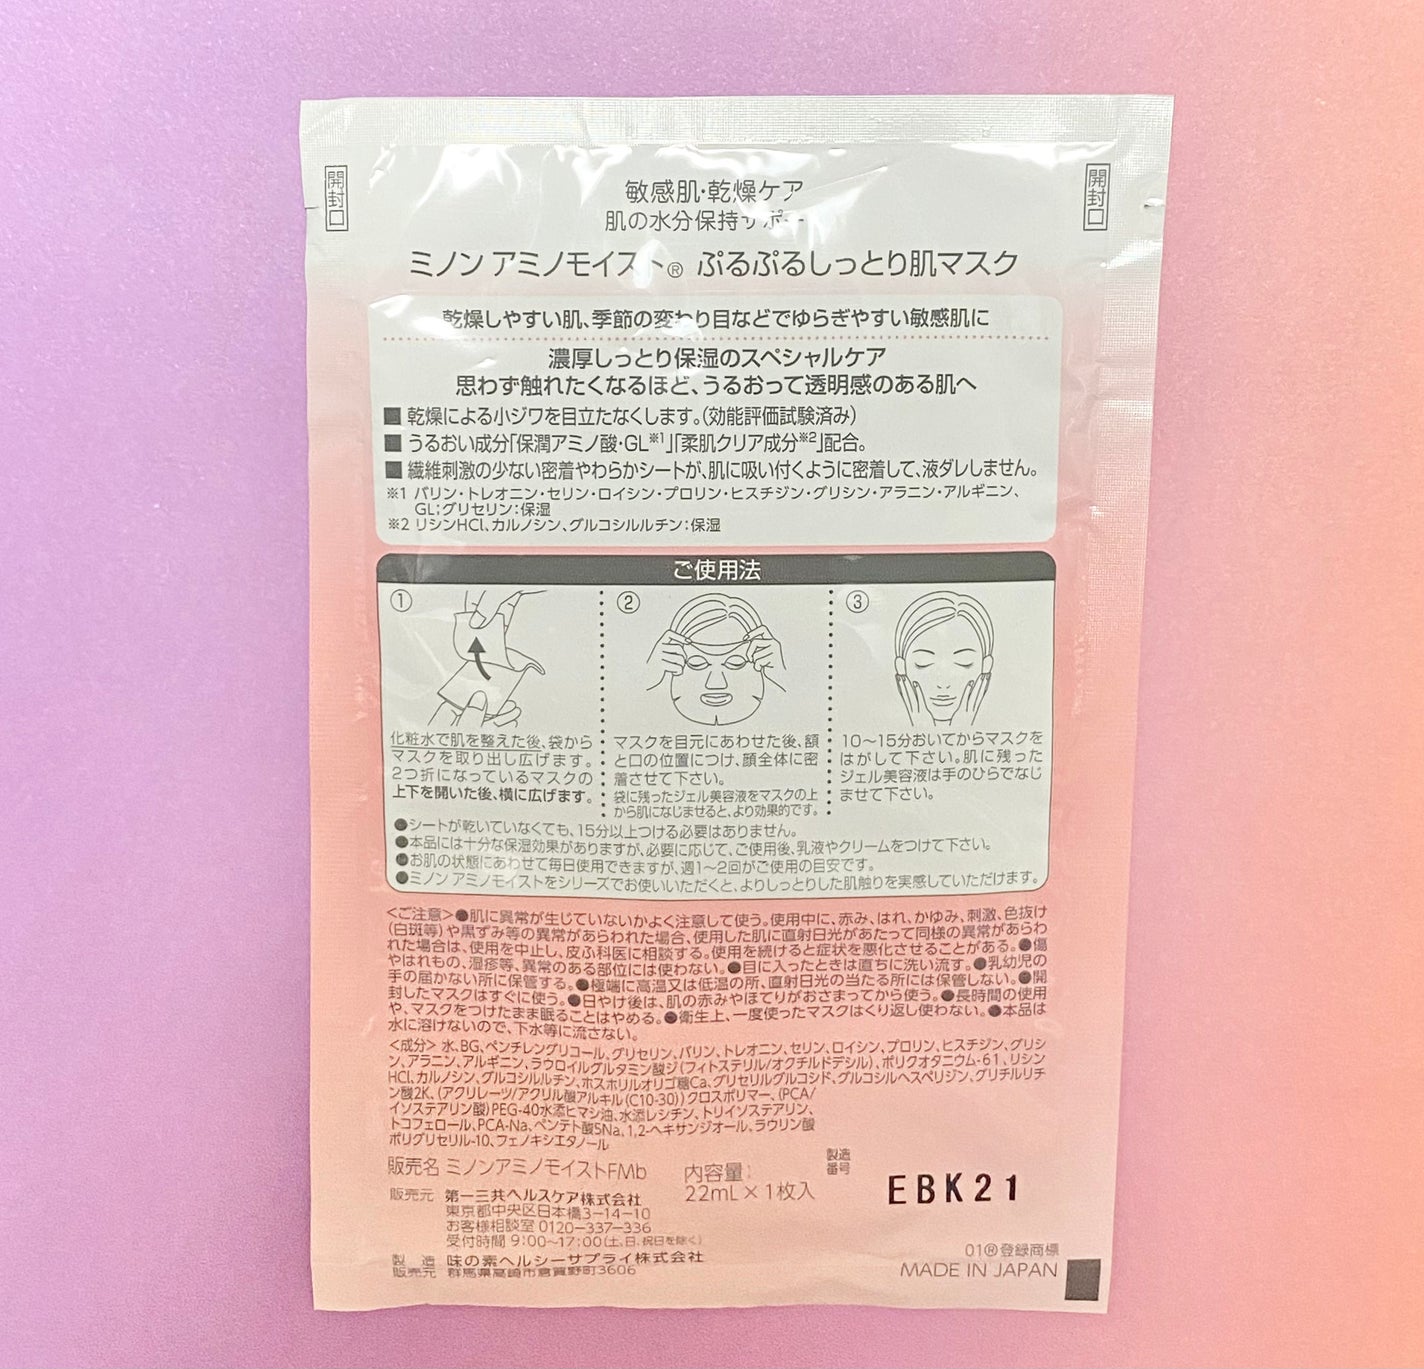 開封口
開封口
敏感肌・乾燥ケア
肌の水分保持サポート
ミノン アミノモイスト® ぷるぷるしっとり肌マスク
乾燥しやすい肌、季節の変わり目などでゆらぎやすい敏感肌に
濃厚しっとり保湿のスペシャルケア
思わず触れたくなるほど、うるおって透明感のある肌へ
■ 乾燥による小ジワを目立たなくします。(効能評価試験済み)
■ うるおい成分「保潤アミノ酸・GL※1」「柔肌クリア成分※2」配合。
■ 繊維刺激の少ない密着やわらかシートが、肌に吸い付くように密着して、液ダレしません。
※1 バリン・トレオニン・セリン・ロイシン・プロリン・ヒスチジン・グリシン・アラニン・アルギニン、
GL:グリセリン:保湿
※2 リシンHCl、カルノシン、グルコシルルチン:保湿
ご使用法
①
化粧水で肌を整えた後、袋から
マスクを取り出し広げます。
2つ折になっているマスクの
上下を開いた後、横に広げます。
②
マスクを目元にあわせた後、額
と口の位置につけ、顔全体に密
着させて下さい。
袋に残ったジェル美容液をマスクの上
から肌になじませると、より効果的です。
③
10〜15分おいてからマスクを
はがして下さい。肌に残った
ジェル美容液は手のひらでなじ
ませて下さい。
●シートが乾いていなくても、15分以上つける必要はありません。
●本品には十分な保湿効果がありますが、必要に応じて、ご使用後、乳液やクリームをつけて下さい。
●お肌の状態にあわせて毎日使用できますが、週1〜2回がご使用の目安です。
●ミノン アミノモイストをシリーズでお使いいただくと、よりしっとりした肌触りを実感していただけます。
<ご注意>●肌に異常が生じていないかよく注意して使う。使用中に、赤み、はれ、かゆみ、刺激、色抜け
(白斑等)や黒ずみ等の異常があらわれた場合、使用した肌に直射日光があたって同様の異常があらわ
れた場合は、使用を中止し、皮ふ科医に相談する。使用を続けると症状を悪化させることがある。●傷
やはれもの、湿疹等、異常のある部位には使わない。●目に入ったときは直ちに洗い流す。●乳幼児の
手の届かない所に保管する。●極端に高温又は低温の所、直射日光の当たる所には保管しない。●開
封したマスクはすぐに使う。●日やけ後は、肌の赤みやほてりがおさまってから使う。●長時間の使用
や、マスクをつけたまま眠ることはやめる。●衛生上、一度使ったマスクはくり返し使わない。●本品は
水に溶けないので、下水等に流さない。
<成分> 水、BG、ペンチレングリコール、グリセリン、バリン、トレオニン、セリン、ロイシン、プロリン、ヒスチジン、グリシ
ン、アラニン、アルギニン、ラウロイルグルタミン酸ジ(フィトステリル/オクチルドデシル)、ポリクオタニウム-61、リシン
HCl、カルノシン、グルコシルルチン、ホスホリルオリゴ糖Ca、グリセリルグルコシド、グルコシルヘスペリジン、グリチルリチ
ン酸2K、(アクリレーツ/アクリル酸アルキル(C10-30))クロスポリマー、(PCA/
イソステアリン酸)PEG-40水添ヒマシ油、水添レシチン、トリイソステアリン、
トコフェロール、PCA-Na、ペンテト酸5Na、1,2-ヘキサンジオール、ラウリン酸
ポリグリセリル-10、フェノキシエタノール
販売名 ミノンアミノモイストFMb
内容量:
22mL×1枚入
製造
番号
EBK21
販売元 第一三共ヘルスケア株式会社
東京都中央区日本橋3-14-10
お客様相談室 0120-337-336
受付時間 9:00〜17:00(土、日、祝日を除く)
製造
販売元
味の素ヘルシーサプライ株式会社
群馬県高崎市倉賀野町3606
01®登録商標
MADE IN JAPAN